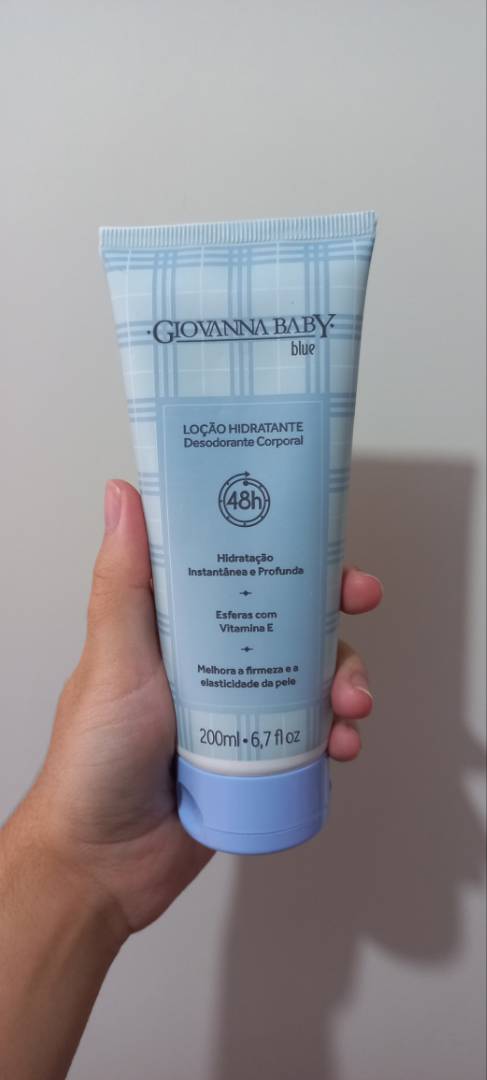 ·GIOVANNA BABY·
blue
LOÇÃO HIDRATANTE
Desodorante Corporal
48h
Hidratação
Instantânea e Profunda
Esferas com
Vitamina E
Melhora a firmeza e a
elasticidade da pele
200ml • 6,7 fl oz